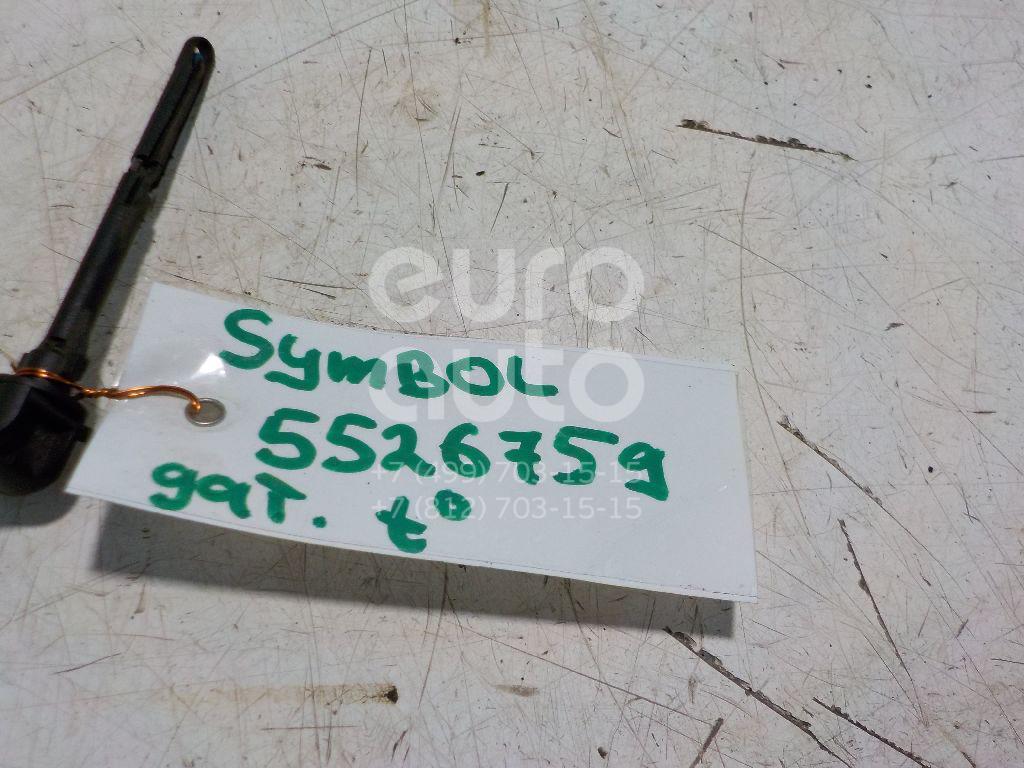 euro
auto
+7 (499) 703-15-15
+7 (812) 703-15-15
SymBOL
5526759
gaт. t°